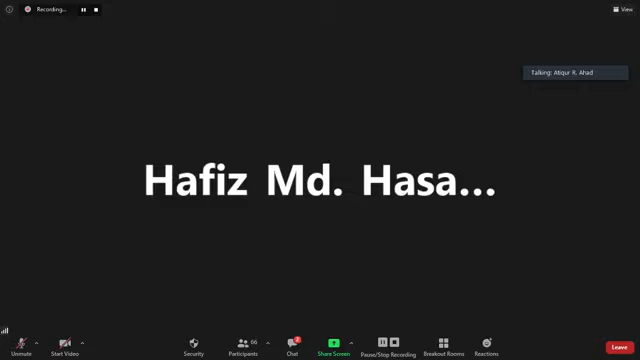 Recording...
View
Talking: Atiqur R, Ahad
Hafiz Md. Hasa...
Unmute
Start Video
Security
Participants
66
Chat
2
Share Screen
Pause/Stop Recording
Breakout Rooms
Reactions
Leave